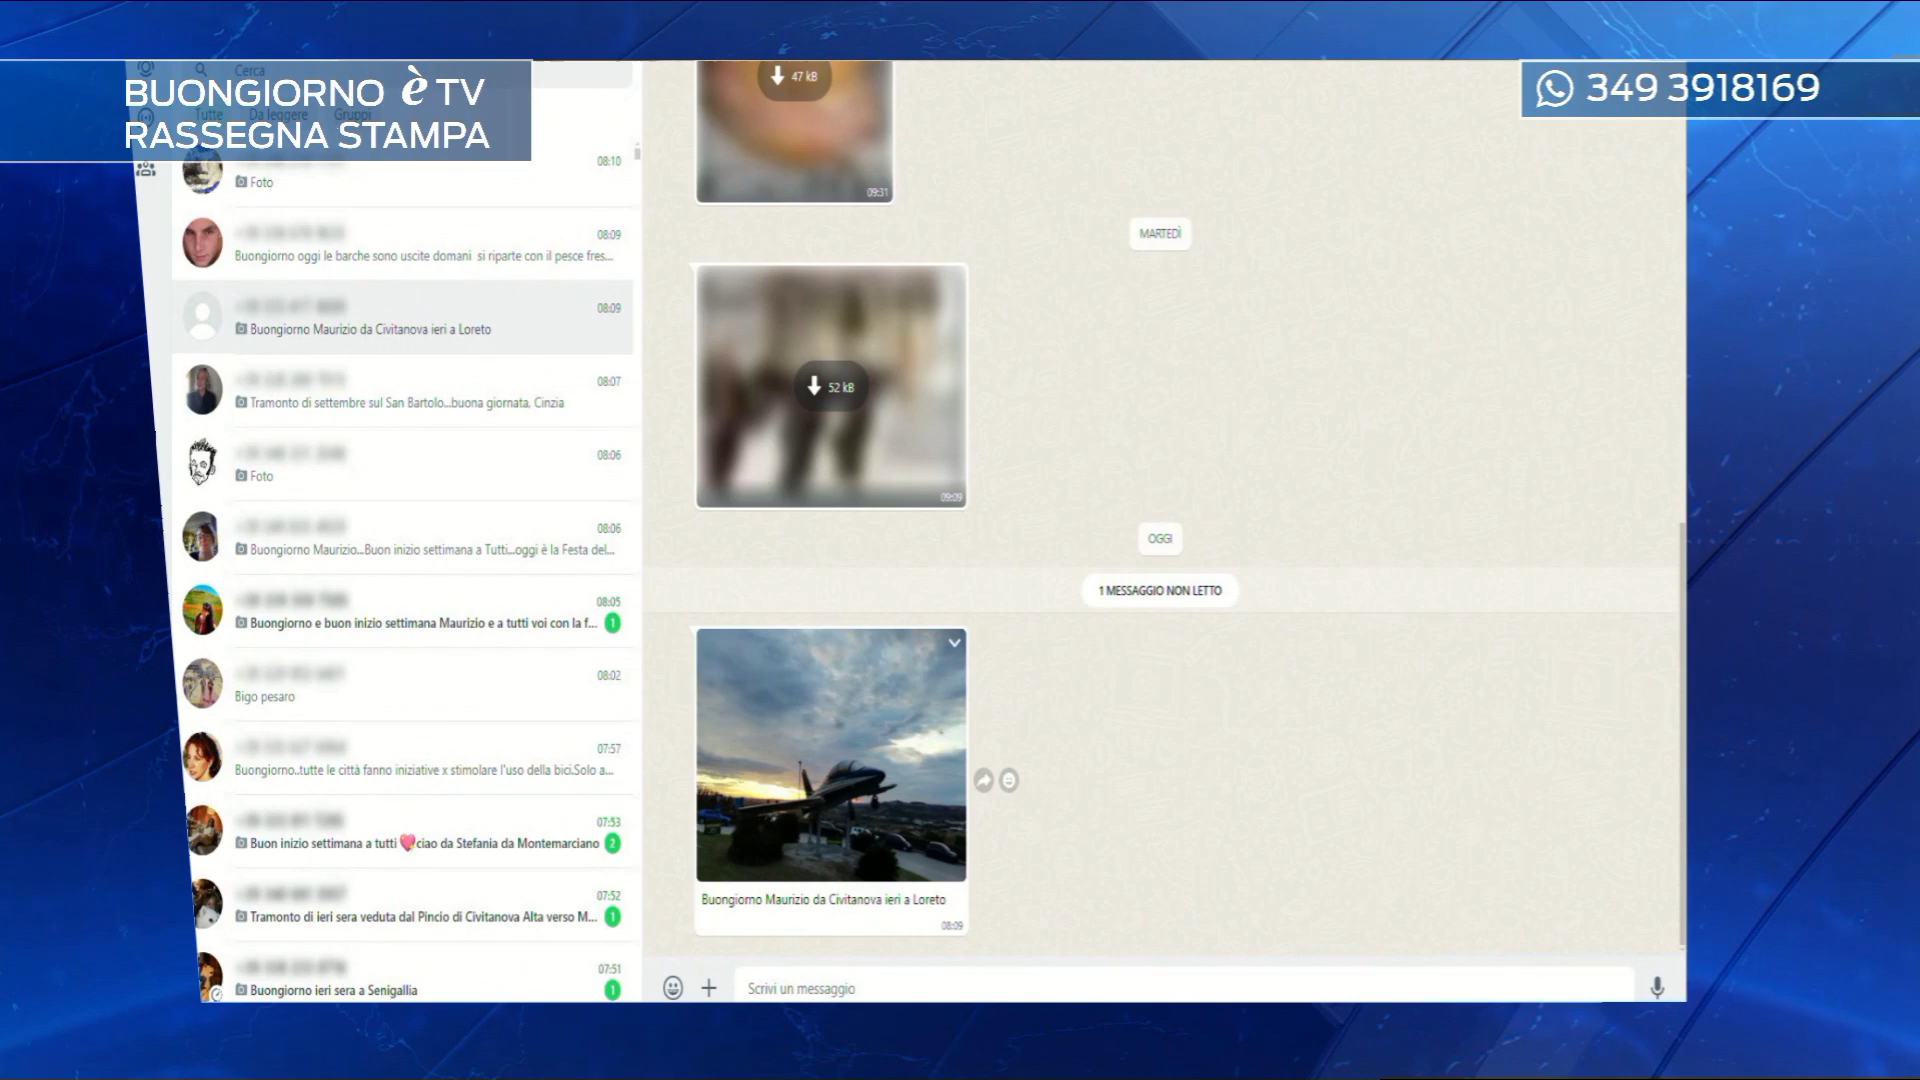 BUONGIORNO è TV
RASSEGNA STAMPA
349 3918169
Cerca
Tutte Da leggere Gruppi
08:10
Foto
08:09
Buongiorno oggi le barche sono uscite domani si riparte con il pesce fres...
08:09
Buongiorno Maurizio da Civitanova ieri a Loreto
08:07
Tramonto di settembre sul San Bartolo...buona giornata, Cinzia
08:06
Foto
08:06
Buongiorno Maurizio...Buon inizio settimana a Tutti...oggi è la Festa del...
08:05
Buongiorno e buon inizio settimana Maurizio e a tutti voi con la f... 1
08:02
Bigo pesaro
07:57
Buongiorno..tutte le città fanno iniziative x stimolare l'uso della bici.Solo a...
07:53
Buon inizio settimana a tutti 💖ciao da Stefania da Montemarciano 2
07:52
Tramonto di ieri sera veduta dal Pincio di Civitanova Alta verso M... 1
07:51
Buongiorno ieri sera a Senigallia 1
47 kB
09:31
MARTEDÌ
52 kB
09:09
OGGI
1 MESSAGGIO NON LETTO
Buongiorno Maurizio da Civitanova ieri a Loreto
08:09
Scrivi un messaggio